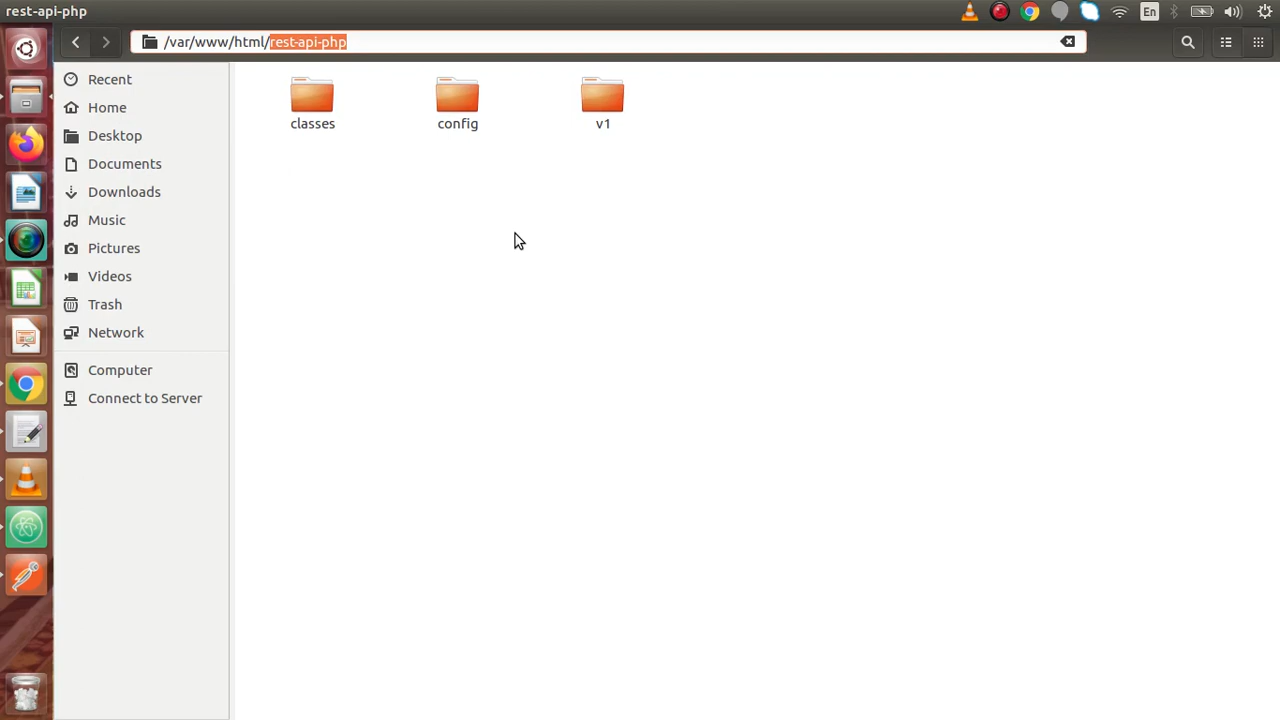 rest-api-php
En
/var/www/html/rest-api-php
Recent
Home
Desktop
Documents
Downloads
Music
Pictures
Videos
Trash
Network
Computer
Connect to Server
classes
config
v1